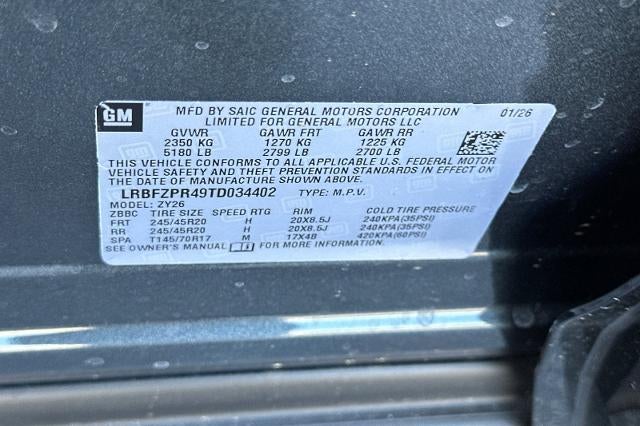 GM
MFD BY SAIC GENERAL MOTORS CORPORATION 01/26
LIMITED FOR GENERAL MOTORS LLC
GVWR GAWR FRT GAWR RR
2350 KG 1270 KG 1225 KG
5180 LB 2799 LB 2700 LB
THIS VEHICLE CONFORMS TO ALL APPLICABLE U.S. FEDERAL MOTOR
VEHICLE SAFETY AND THEFT PREVENTION STANDARDS IN EFFECT
ON THE DATE OF MANUFACTURE SHOWN ABOVE.
LRBFZPR49TD034402 TYPE: M.P.V.
MODEL: ZY26
ZBBC TIRE SIZE SPEED RTG RIM COLD TIRE PRESSURE
FRT 245/45R20 H 20X8.5J 240KPA(35PSI)
RR 245/45R20 H 20X8.5J 240KPA(35PSI)
SPA T145/70R17 M 17X4B 420KPA(60PSI)
SEE OWNER'S MANUAL FOR MORE INFORMATION.